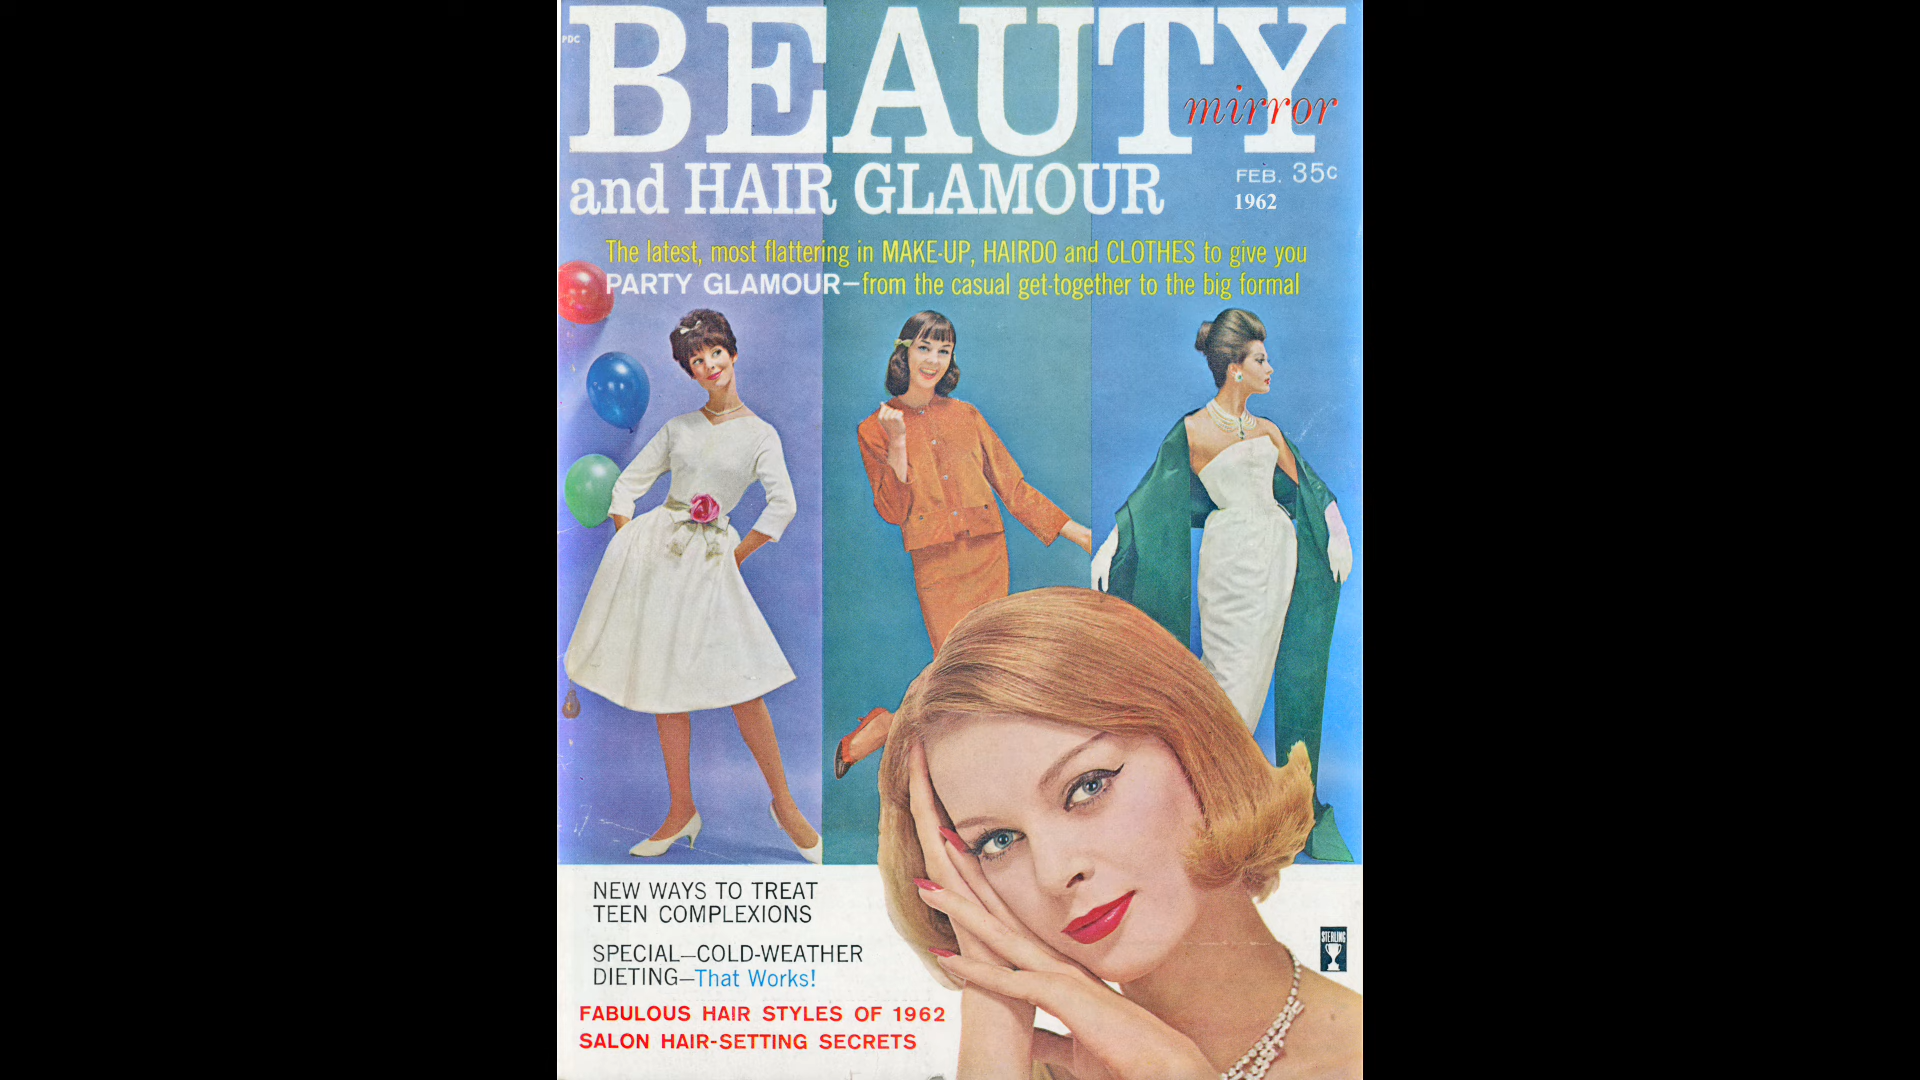 PDC
BEAUTY
mirror
and HAIR GLAMOUR
FEB. 35c
1962
The latest, most flattering in MAKE-UP, HAIRDO and CLOTHES to give you
PARTY GLAMOUR—from the casual get-together to the big formal
NEW WAYS TO TREAT
TEEN COMPLEXIONS
SPECIAL—COLD-WEATHER
DIETING—That Works!
STERLING
FABULOUS HAIR STYLES OF 1962
SALON HAIR-SETTING SECRETS